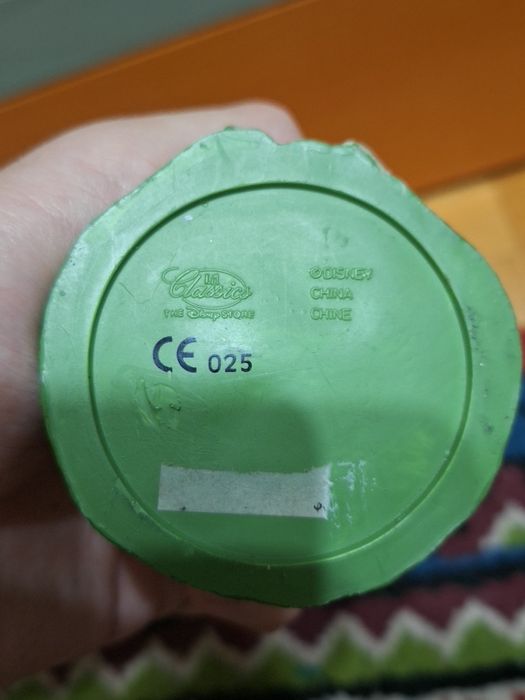 Classics
THE Disney STORE
©DISNEY
CHINA
CHINE
CE 025